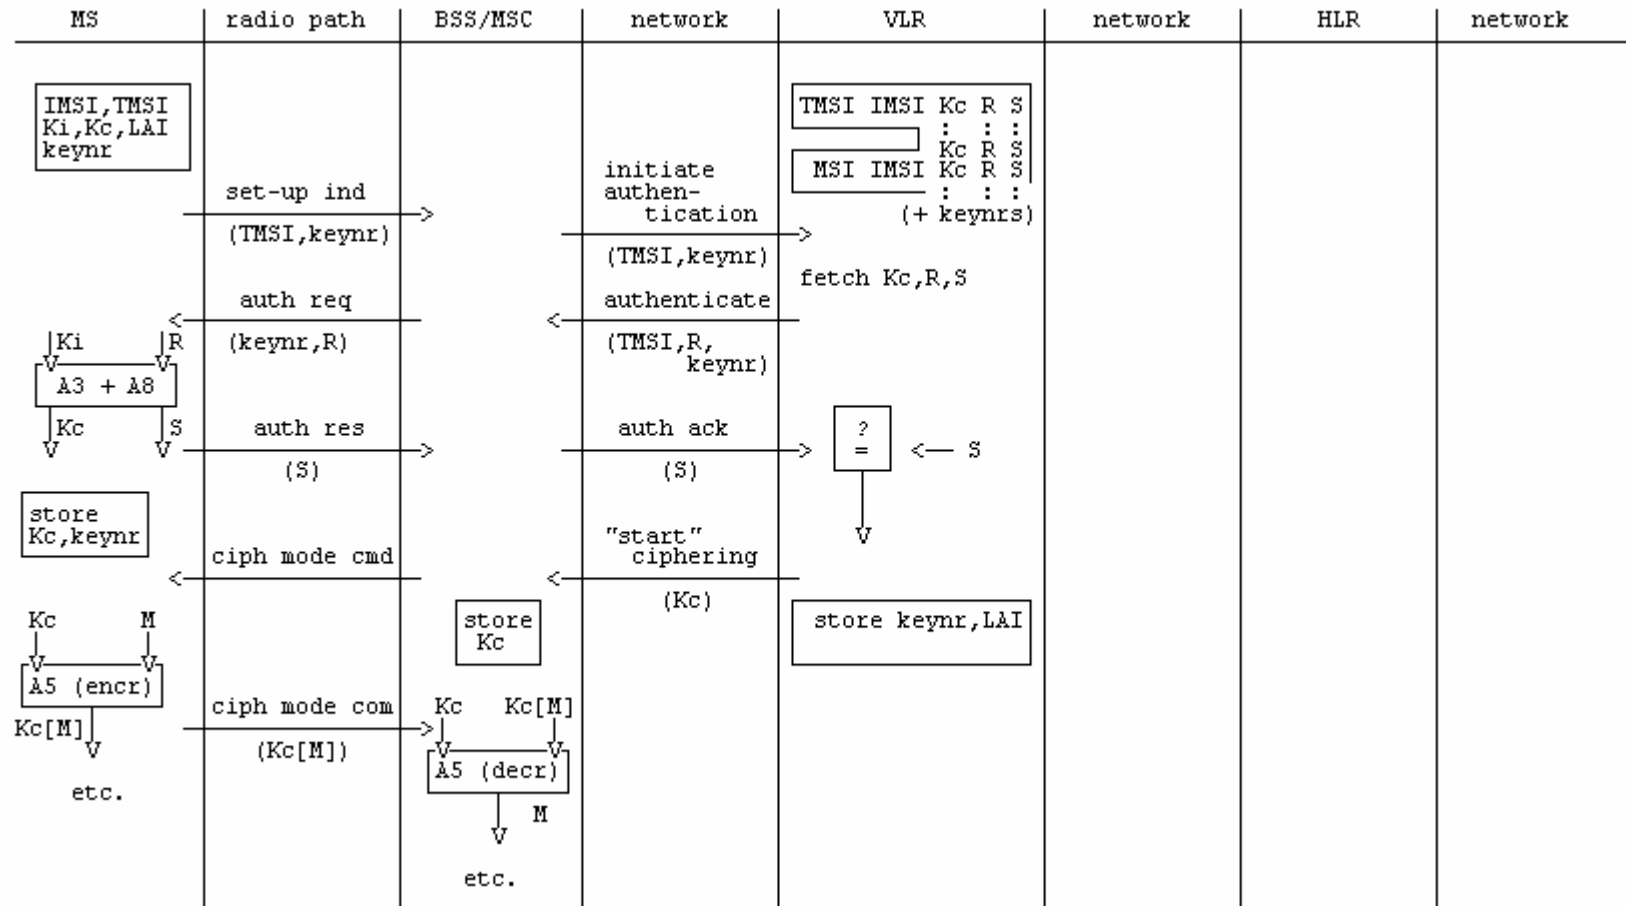 MS radio path BSS/MSC network VLR network HLR network
IMSI,TMSI
Ki,Kc,LAI
keynr
TMSI IMSI Kc R S
: : :
Kc R S
MSI IMSI Kc R S
: : :
(+ keynrs)
set-up ind
(TMSI,keynr)
initiate
authen-
tication
(TMSI,keynr)
fetch Kc,R,S
auth req
(keynr,R)
authenticate
(TMSI,R,
keynr)
Ki R
A3 + A8
Kc S
auth res
(S)
auth ack
(S)
?
=
S
store
Kc,keynr
ciph mode cmd
"start"
ciphering
(Kc)
store
Kc
store keynr,LAI
Kc M
A5 (encr)
Kc[M]
etc.
ciph mode com
(Kc[M])
Kc Kc[M]
A5 (decr)
M
etc.